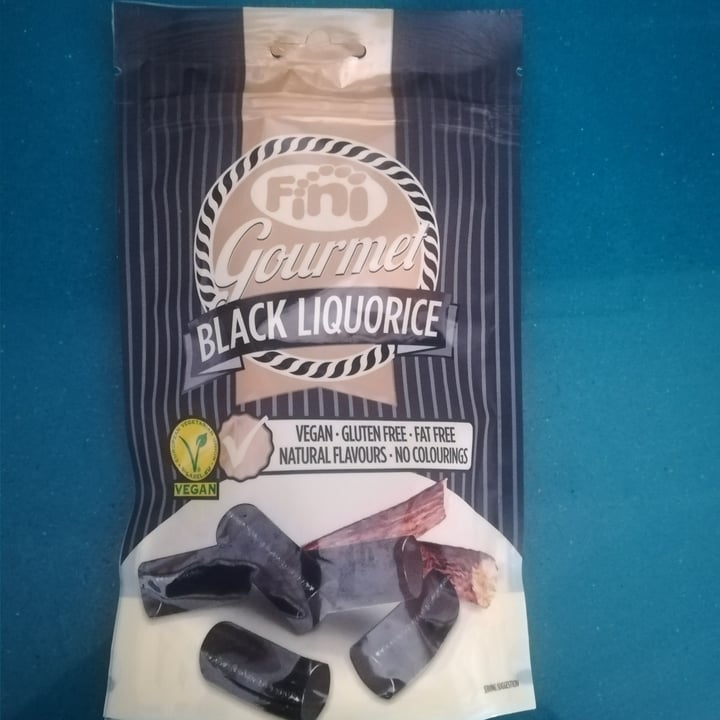 Fini
Gourmet
BLACK LIQUORICE
VEGAN · GLUTEN FREE · FAT FREE
NATURAL FLAVOURS · NO COLOURINGS
VEGAN